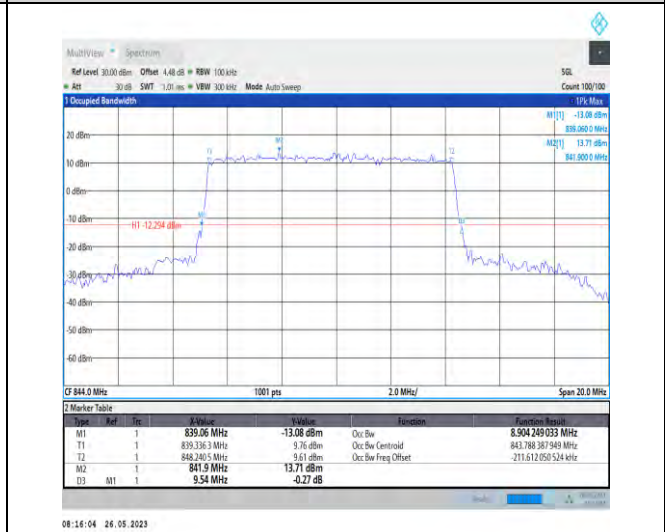 MultiView Spectrum
Ref Level 30.00 dBm Offset 4.48 dB RBW 100 kHz SGL
Att 30 dB SWT 1.01 ms VBW 300 kHz Mode Auto Sweep Count 100/100
1 Occupied Bandwidth 1Pk Max
M1[1] -13.08 dBm
839.060 0 MHz
M2[1] 13.71 dBm
841.900 0 MHz
20 dBm
M2
T1 T2
10 dBm
0 dBm
-10 dBm
M1
H1 -12.294 dBm
-20 dBm
-30 dBm
-40 dBm
-50 dBm
-60 dBm
CF 844.0 MHz 1001 pts 2.0 MHz/ Span 20.0 MHz
2 Marker Table
Type Ref Trc X-Value Y-Value Function Function Result
M1 1 839.06 MHz -13.08 dBm Occ Bw 8.904 249 033 MHz
T1 1 839.336 3 MHz 9.76 dBm Occ Bw Centroid 843.788 387 949 MHz
T2 1 848.240 5 MHz 9.61 dBm Occ Bw Freq Offset -211.612 050 524 kHz
M2 1 841.9 MHz 13.71 dBm
D3 M1 1 9.54 MHz -0.27 dB
08:16:04 26.05.2023